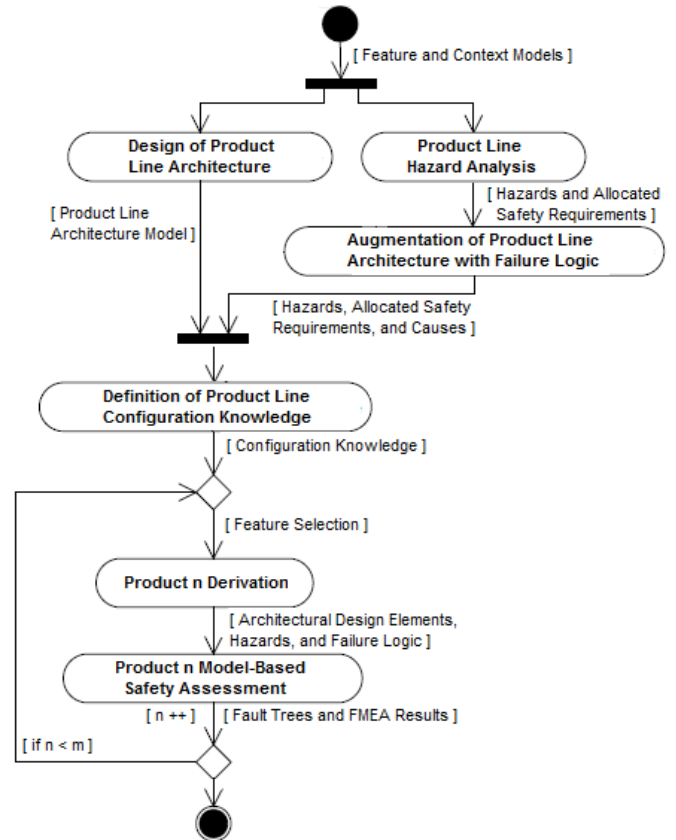 [ Feature and Context Models ]
Design of Product
Line Architecture
Product Line
Hazard Analysis
[ Product Line
Architecture Model ]
[ Hazards and Allocated
Safety Requirements ]
Augmentation of Product Line
Architecture with Failure Logic
[ Hazards, Allocated Safety
Requirements, and Causes ]
Definition of Product Line
Configuration Knowledge
[ Configuration Knowledge ]
[ Feature Selection ]
Product n Derivation
[ Architectural Design Elements,
Hazards, and Failure Logic ]
Product n Model-Based
Safety Assessment
[ n ++ ]
[ Fault Trees and FMEA Results ]
[ if n < m ]